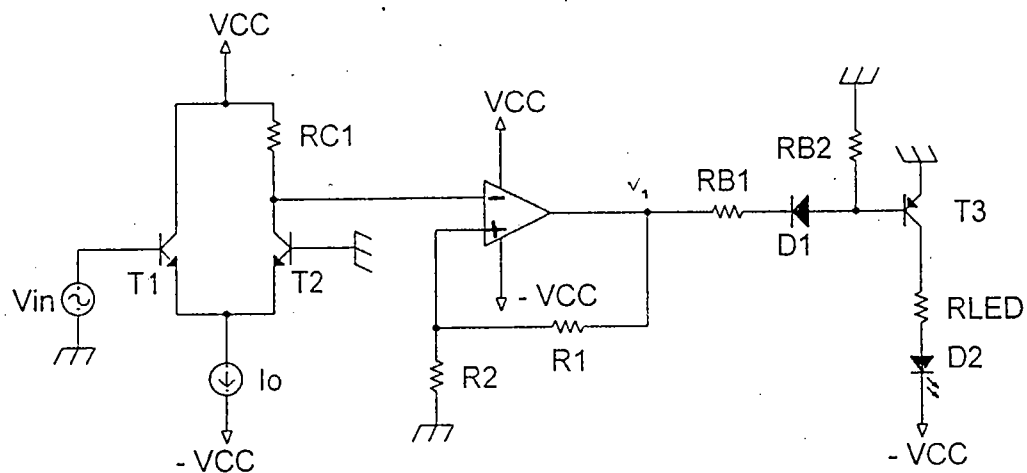 VCC
RC1
T1
T2
Vin
Io
- VCC
VCC
-
+
- VCC
R2
R1
v1
RB1
D1
RB2
T3
RLED
D2
- VCC